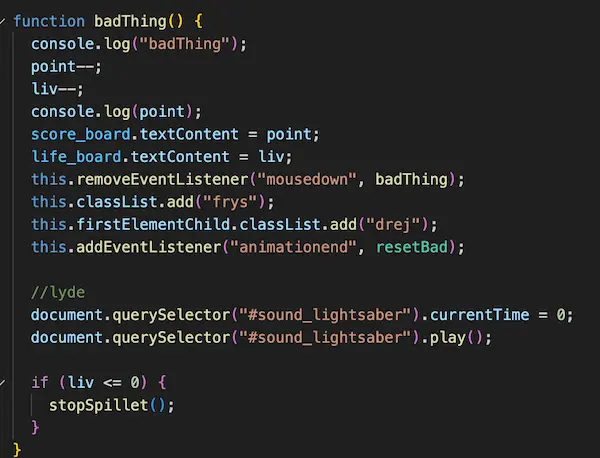 function badThing() {
console.log("badThing");
point--;
liv--;
console.log(point);
score_board.textContent = point;
life_board.textContent = liv;
this.removeEventListener("mousedown", badThing);
this.classList.add("frys");
this.firstElementChild.classList.add("drej");
this.addEventListener("animationend", resetBad);
//lyde
document.querySelector("#sound_lightsaber").currentTime = 0;
document.querySelector("#sound_lightsaber").play();
if (liv <= 0) {
stopSpillet();
}
}